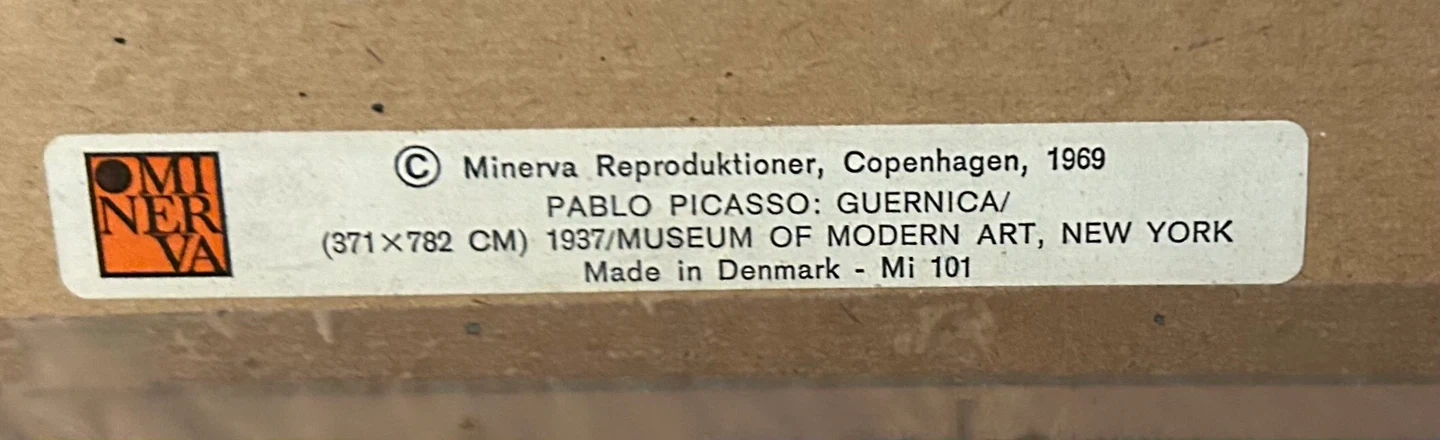 MI
NER
VA
© Minerva Reproduktioner, Copenhagen, 1969
PABLO PICASSO: GUERNICA/
(371×782 CM) 1937/MUSEUM OF MODERN ART, NEW YORK
Made in Denmark - Mi 101